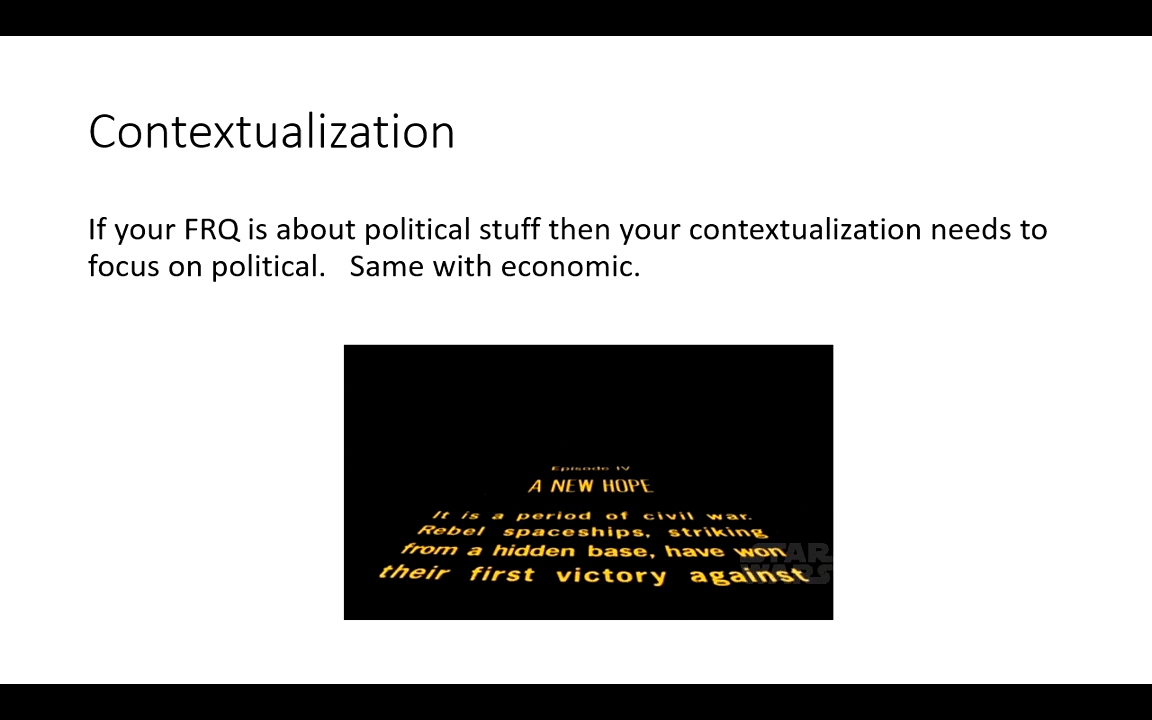 Contextualization
If your FRQ is about political stuff then your contextualization needs to
focus on political.   Same with economic.
Episode IV
A NEW HOPE
It is a period of civil war.
Rebel spaceships, striking
from a hidden base, have won
their first victory against
STAR
WARS